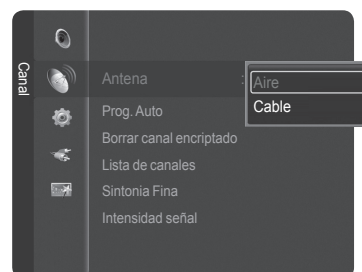 Canal
Antena :
Aire
Cable
Prog. Auto
Borrar canal encriptado
Lista de canales
Sintonia Fina
Intensidad señal